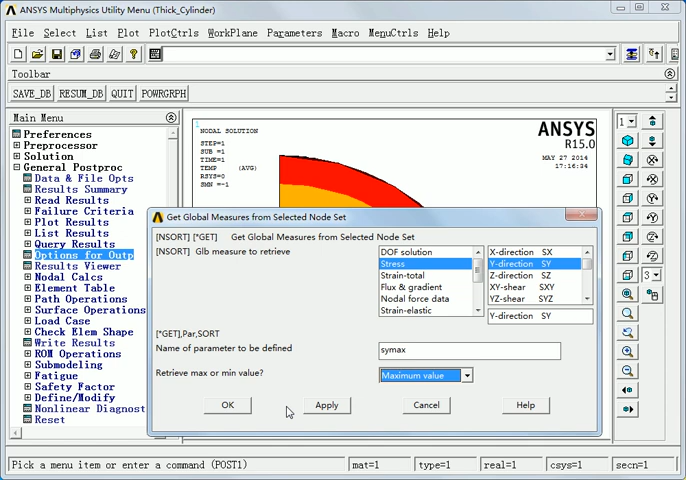 ANSYS Multiphysics Utility Menu (Thick_Cylinder)
File Select List Plot PlotCtrls WorkPlane Parameters Macro MenuCtrls Help
Toolbar
SAVE_DB RESUM_DB QUIT POWRGRPH
Main Menu
Preferences
Preprocessor
Solution
General Postproc
Data & File Opts
Results Summary
Read Results
Failure Criteria
Plot Results
List Results
Query Results
Options for Outp
Results Viewer
Nodal Calcs
Element Table
Path Operations
Surface Operations
Load Case
Check Elem Shape
Write Results
ROM Operations
Submodeling
Fatigue
Safety Factor
Define/Modify
Nonlinear Diagnost
Reset
1
NODAL SOLUTION
STEP=1
SUB =1
TIME=1
TEMP (AVG)
RSYS=0
SMN =-1
ANSYS
R15.0
MAY 27 2014
17:16:34
1
3
Get Global Measures from Selected Node Set
[NSORT] [*GET] Get Global Measures from Selected Node Set
[NSORT] Glb measure to retrieve
DOF solution
Stress
Strain-total
Flux & gradient
Nodal force data
Strain-elastic
X-direction SX
Y-direction SY
Z-direction SZ
XY-shear SXY
YZ-shear SYZ
Y-direction SY
[*GET],Par,SORT
Name of parameter to be defined symax
Retrieve max or min value? Maximum value
OK Apply Cancel Help
Pick a menu item or enter a command (POST1) mat=1 type=1 real=1 csys=1 secn=1